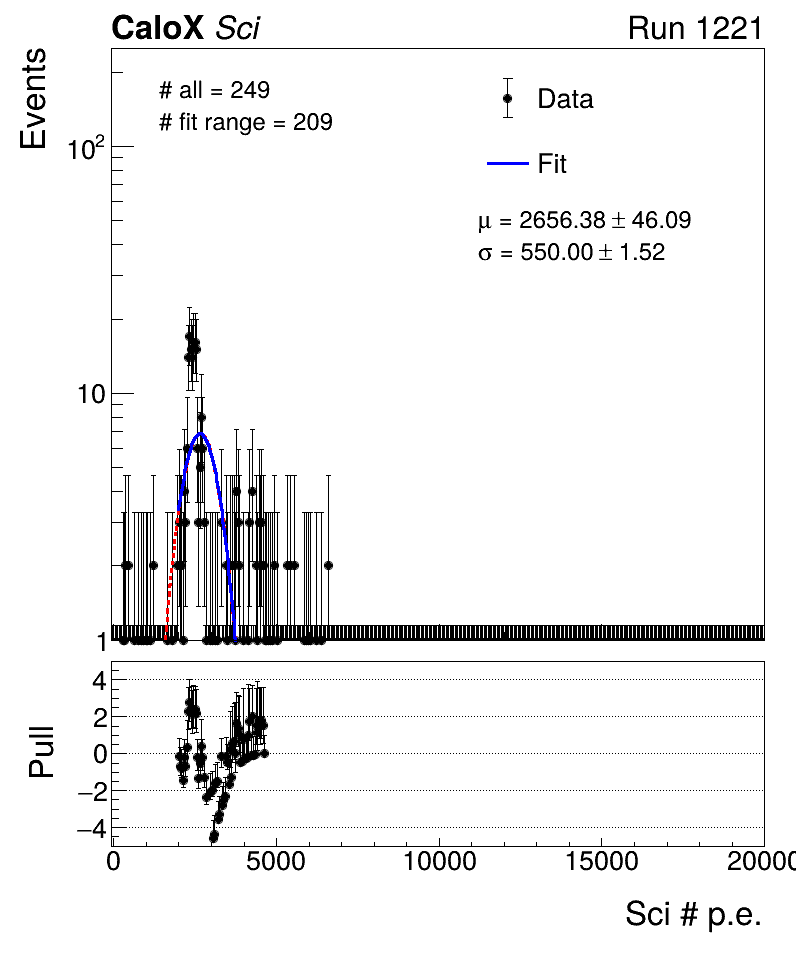 CaloX Sci Run 1221
Events
# all = 249
# fit range = 209
Data
Fit
μ = 2656.38 ± 46.09
σ = 550.00 ± 1.52
10²
10
1
Pull
4
2
0
−2
−4
0 5000 10000 15000 20000
Sci # p.e.